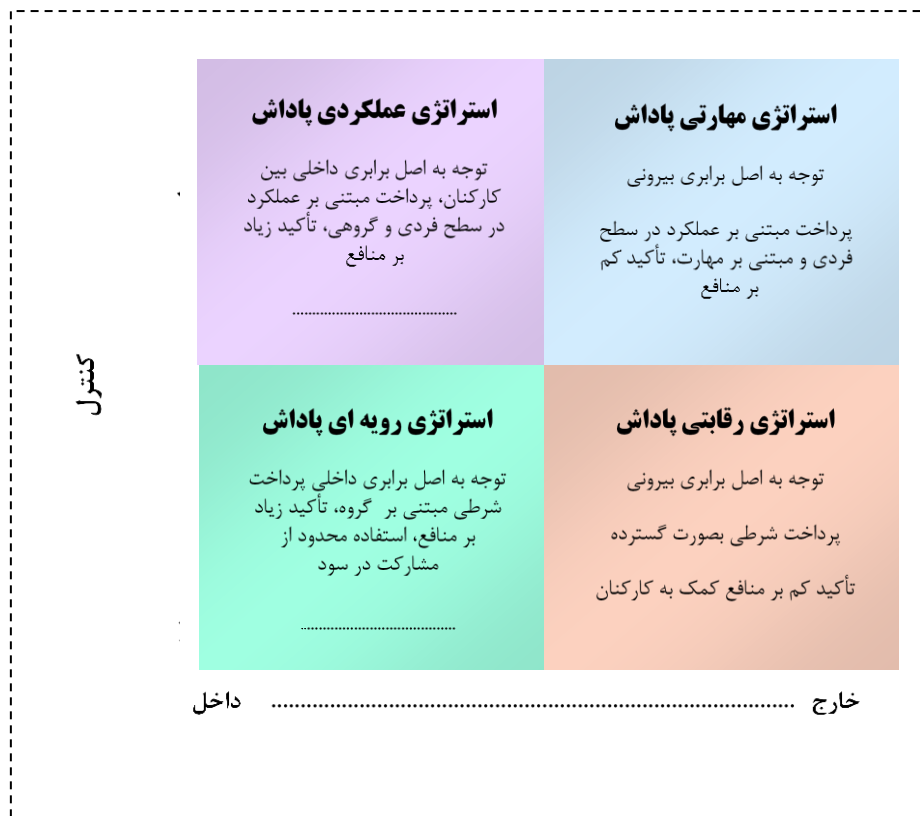 استراتژی مهارتی پاداش
توجه به اصل برابری بیرونی
پرداخت مبتنی بر عملکرد در سطح
فردی و مبتنی بر مهارت، تأکید کم
بر منافع
استراتژی عملکردی پاداش
توجه به اصل برابری داخلی بین
کارکنان، پرداخت مبتنی بر عملکرد
در سطح فردی و گروهی، تأکید زیاد
بر منافع
............................................
کنترل
استراتژی رقابتی پاداش
توجه به اصل برابری بیرونی
پرداخت شرطی بصورت گسترده
تأکید کم بر منافع کمک به کارکنان
استراتژی رویه ای پاداش
توجه به اصل برابری داخلی پرداخت
شرطی مبتنی بر گروه، تأکید زیاد
بر منافع، استفاده محدود از
مشارکت در سود
..........................................
خارج .......................................................................................... داخل